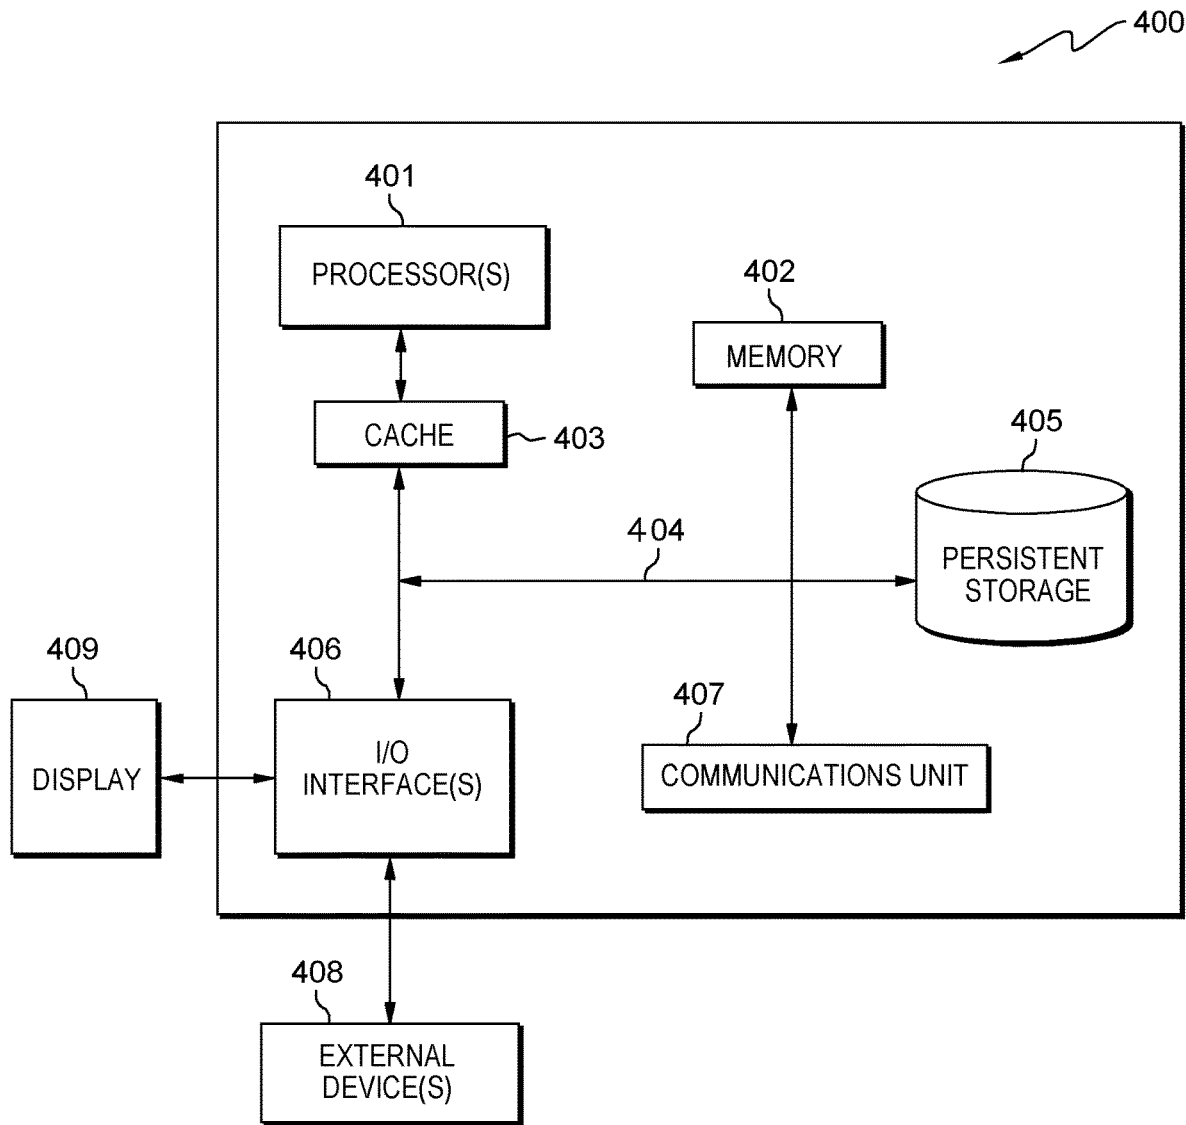 400
401
PROCESSOR(S)
402
MEMORY
CACHE
403
405
404
PERSISTENT
STORAGE
409
406
407
I/O
INTERFACE(S)
DISPLAY
COMMUNICATIONS UNIT
408
EXTERNAL
DEVICE(S)